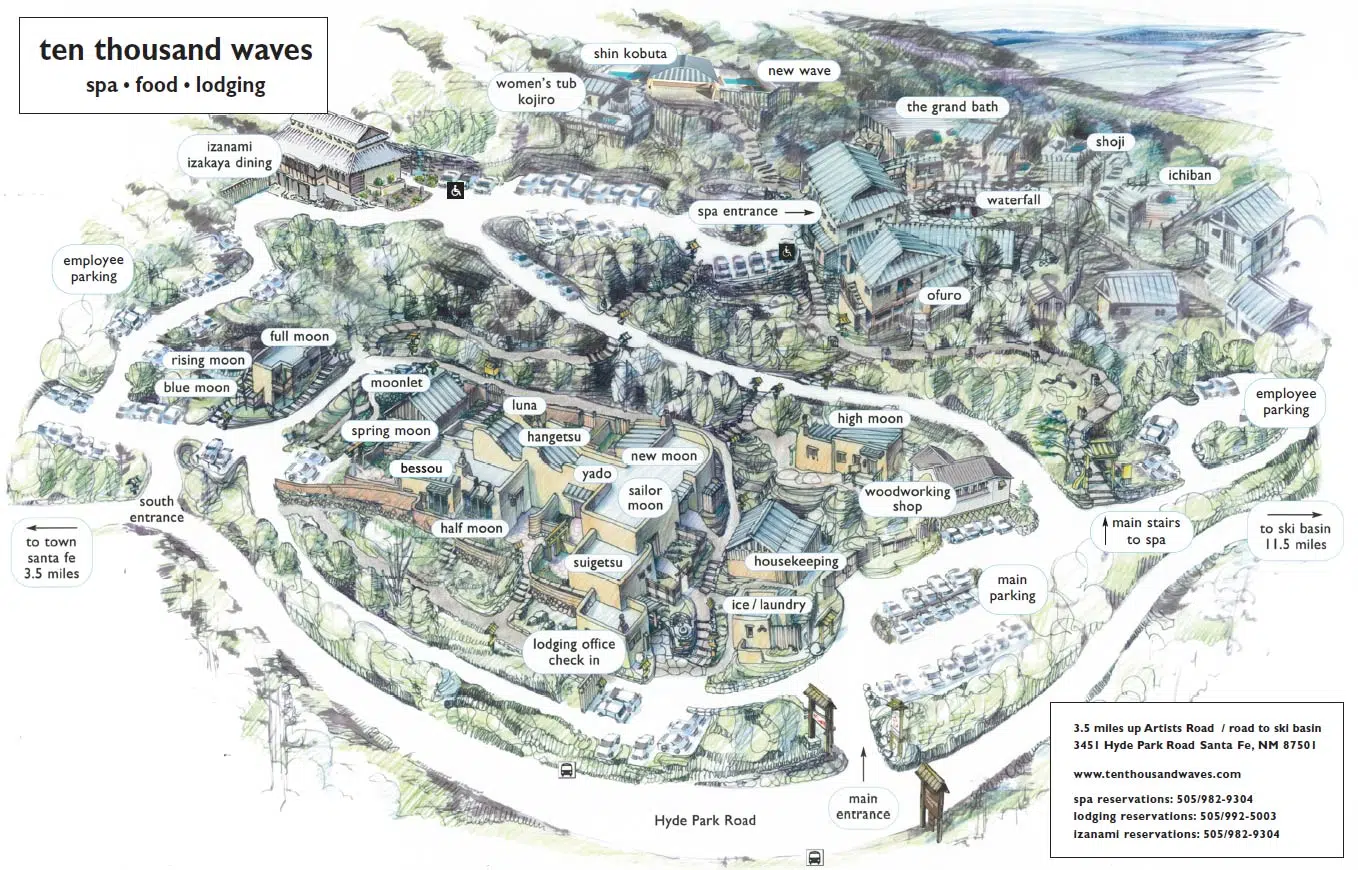 ten thousand waves
spa • food • lodging
shin kobuta
new wave
women's tub
kojiro
the grand bath
izanami
izakaya dining
shoji
ichiban
waterfall
spa entrance
employee
parking
ofuro
full moon
rising moon
blue moon
moonlet
luna
spring moon
hangetsu
high moon
employee
parking
new moon
bessou
yado
sailor
moon
woodworking
shop
south
entrance
half moon
main stairs
to spa
to ski basin
11.5 miles
to town
santa fe
3.5 miles
suigetsu
housekeeping
main
parking
ice / laundry
lodging office
check in
main
entrance
Hyde Park Road
3.5 miles up Artists Road / road to ski basin
3451 Hyde Park Road Santa Fe, NM 87501
www.tenthousandwaves.com
spa reservations: 505/982-9304
lodging reservations: 505/992-5003
izanami reservations: 505/982-9304